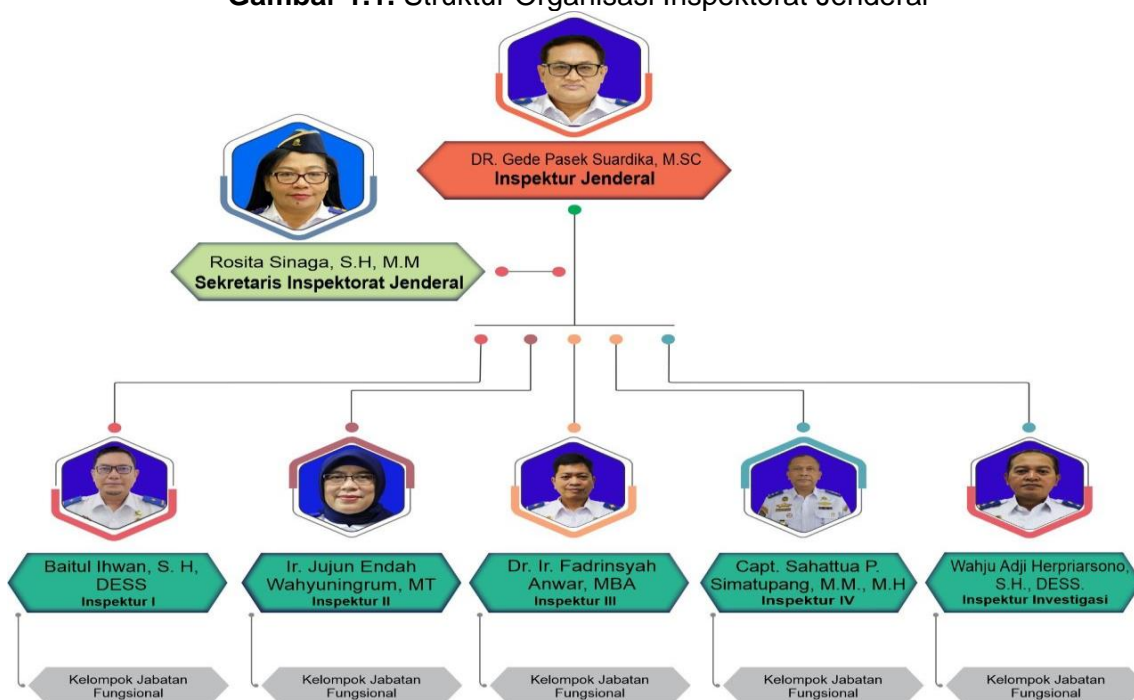 Gambar 1.1. Struktur Organisasi Inspektorat Jenderal
DR. Gede Pasek Suardika, M.SC
Inspektur Jenderal
Rosita Sinaga, S.H, M.M
Sekretaris Inspektorat Jenderal
Baitul Ihwan, S. H,
DESS
Inspektur I
Ir. Jujun Endah
Wahyuningrum, MT
Inspektur II
Dr. Ir. Fadrinsyah
Anwar, MBA
Inspektur III
Capt. Sahattua P.
Simatupang, M.M., M.H
Inspektur IV
Wahju Adji Herpriarsono,
S.H., DESS.
Inspektur Investigasi
Kelompok Jabatan
Fungsional
Kelompok Jabatan
Fungsional
Kelompok Jabatan
Fungsional
Kelompok Jabatan
Fungsional
Kelompok Jabatan
Fungsional